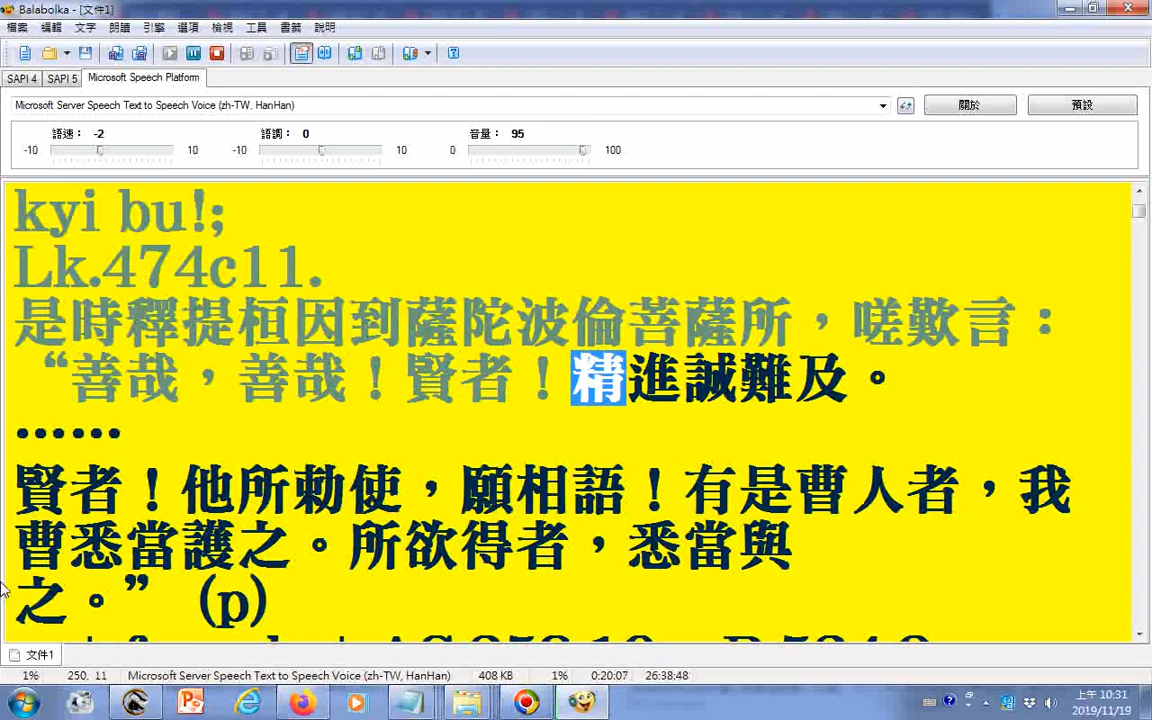 Balabolka - [文件1]
檔案 編輯 文字 朗讀 引擎 選項 檢視 工具 書籤 說明
SAPI 4 SAPI 5 Microsoft Speech Platform
Microsoft Server Speech Text to Speech Voice (zh-TW, HanHan) 關於 預設
語速： -2 語調： 0 音量： 95
-10 10 -10 10 0 100
kyi bu!;
Lk.474c11.
是時釋提桓因到薩陀波倫菩薩所，嗟歎言：
“善哉，善哉！賢者！精進誠難及。
······
賢者！他所勅使，願相語！有是曹人者，我
曹悉當護之。所欲得者，悉當與
之。” (p)
文件1
1% 250, 11 Microsoft Server Speech Text to Speech Voice (zh-TW, HanHan) 408 KB 1% 0:20:07 26:38:48
上午 10:31
2019/11/19